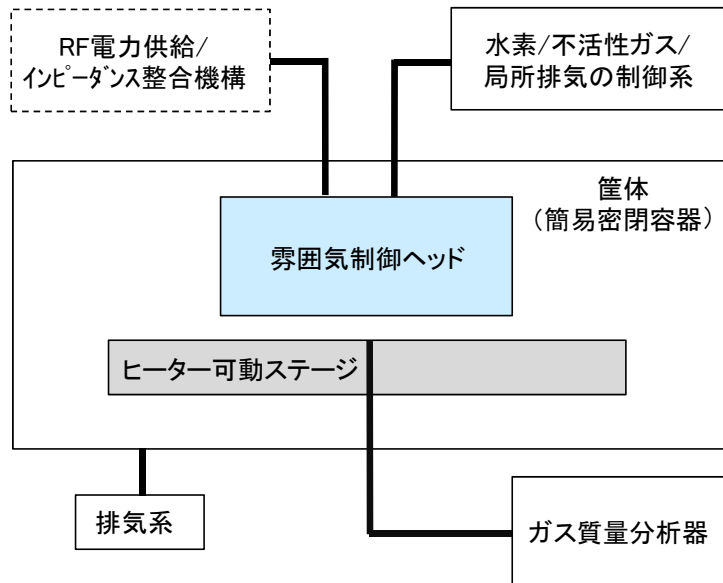 RF電力供給/
インピーダンス整合機構
水素/不活性ガス/
局所排気の制御系
筐体
(簡易密閉容器)
雰囲気制御ヘッド
ヒーター可動ステージ
排気系
ガス質量分析器